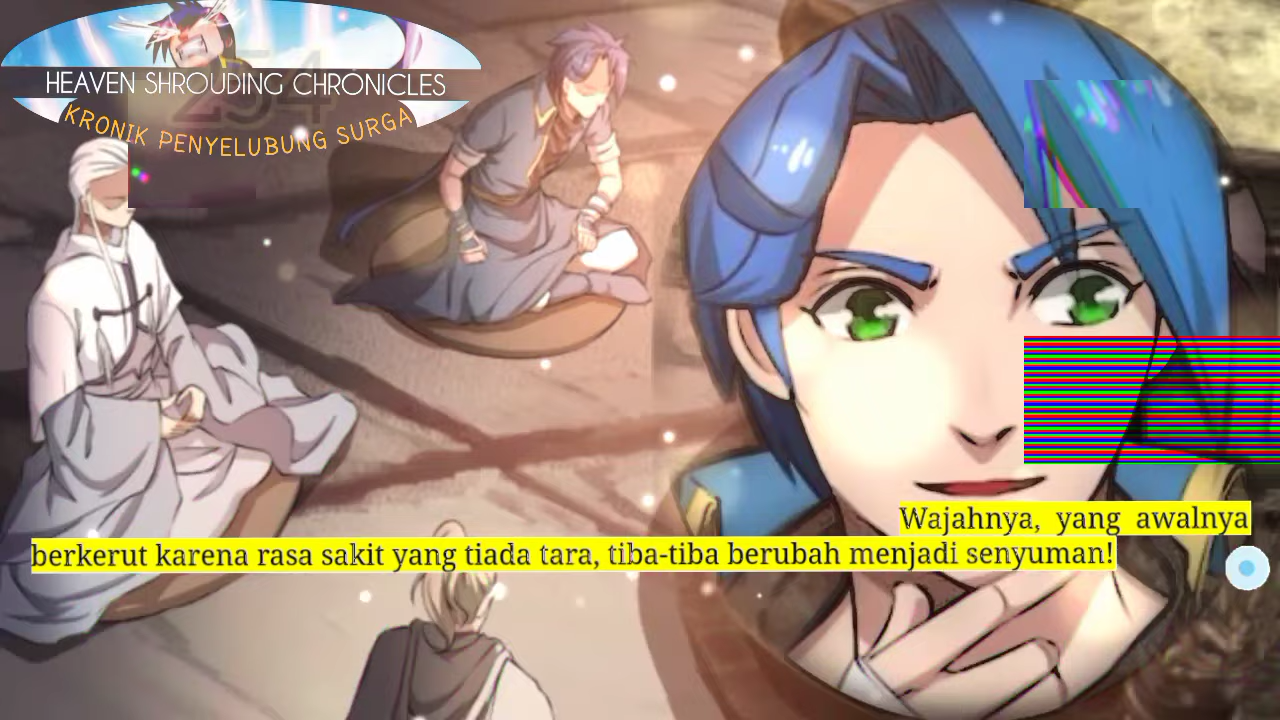 HEAVEN SHROUDING CHRONICLES
254
KRONIK PENYELUBUNG SURGA
Wajahnya, yang awalnya
berkerut karena rasa sakit yang tiada tara, tiba-tiba berubah menjadi senyuman!